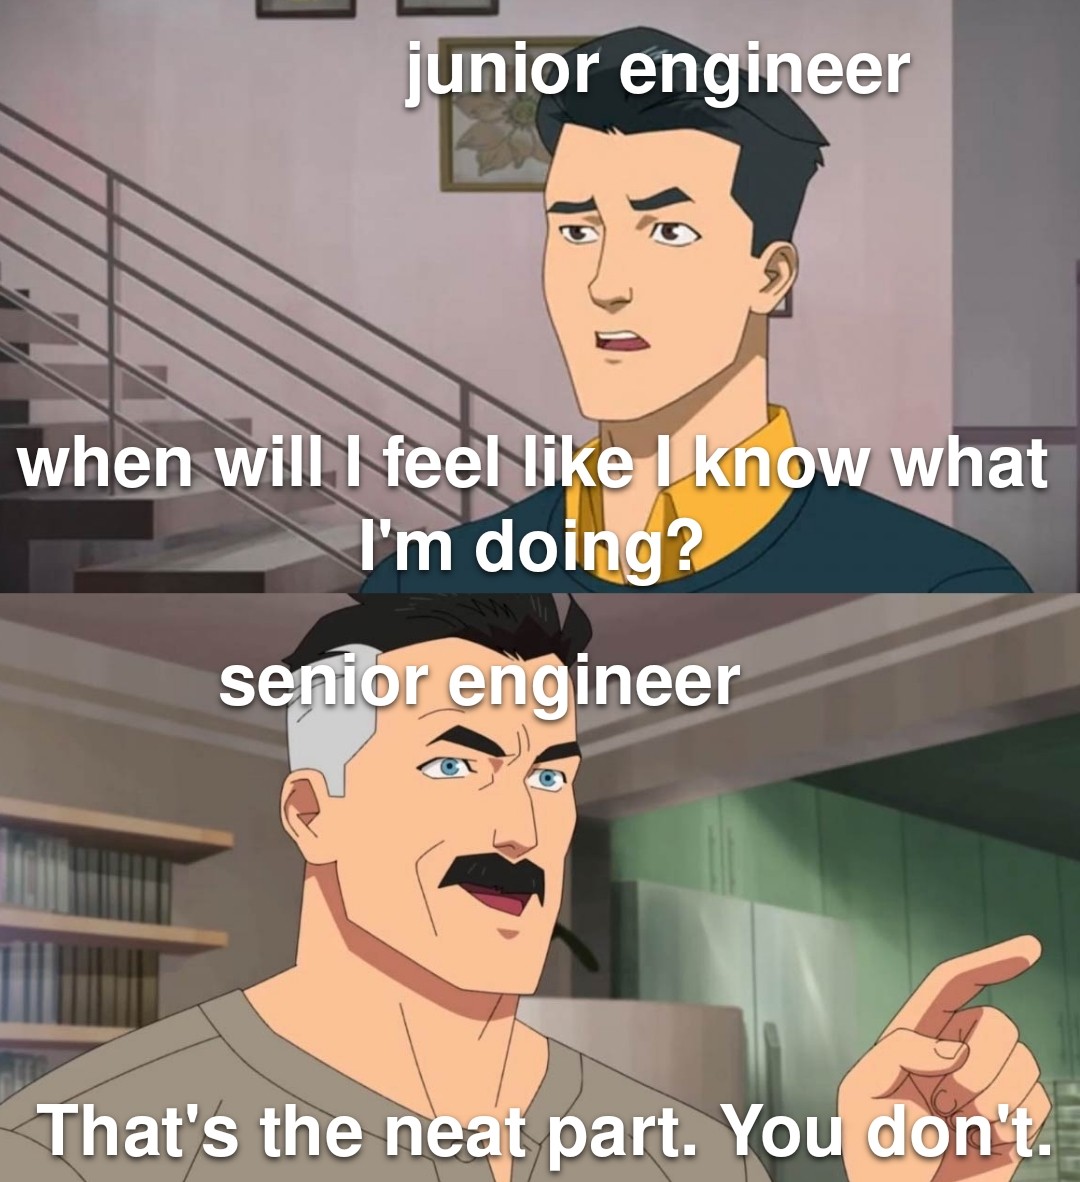 junior engineer
when will I feel like I know what
I'm doing?
senior engineer
That's the neat part. You don't.